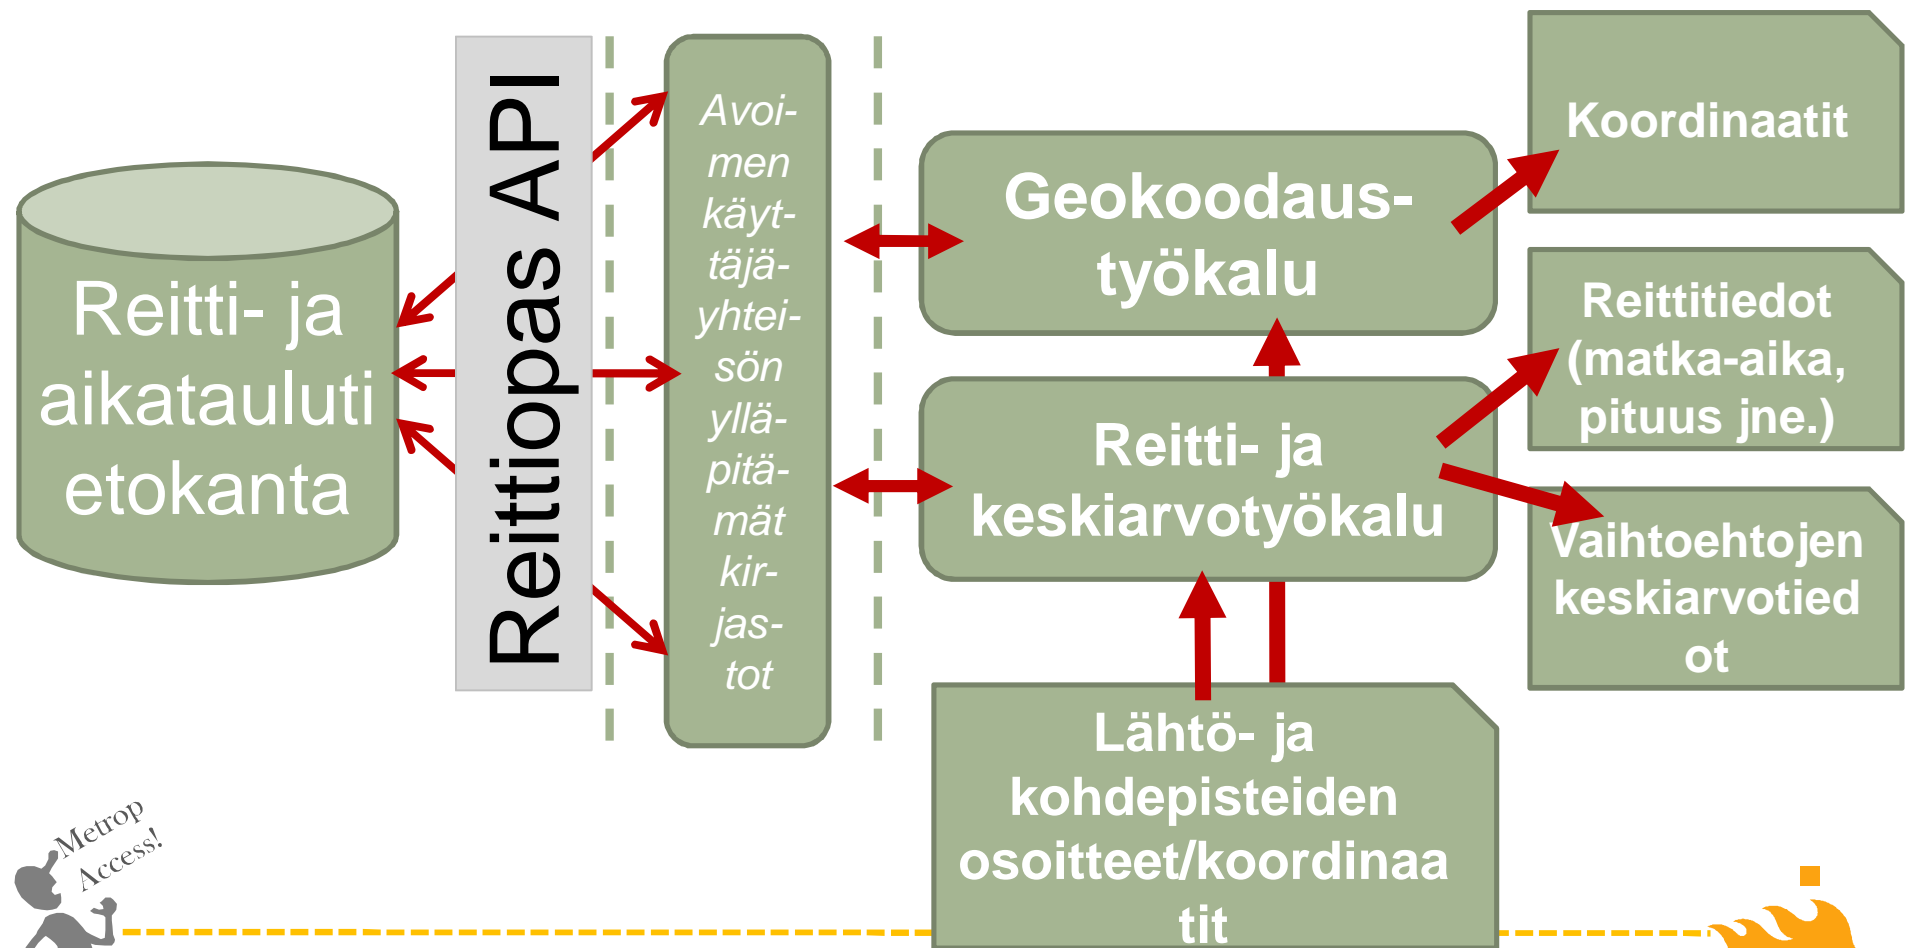 Reitti- ja
aikatauluti
etokanta
Reittiopas API
Avoi-
men
käyt-
täjä-
yhtei-
sön
yllä-
pitä-
mät
kir-
jas-
tot
Geokoodaus-
työkalu
Reitti- ja
keskiarvotyökalu
Lähtö- ja
kohdepisteiden
osoitteet/koordinaa
tit
Koordinaatit
Reittitiedot
(matka-aika,
pituus jne.)
Vaihtoehtojen
keskiarvotied
ot
Metrop
Access!